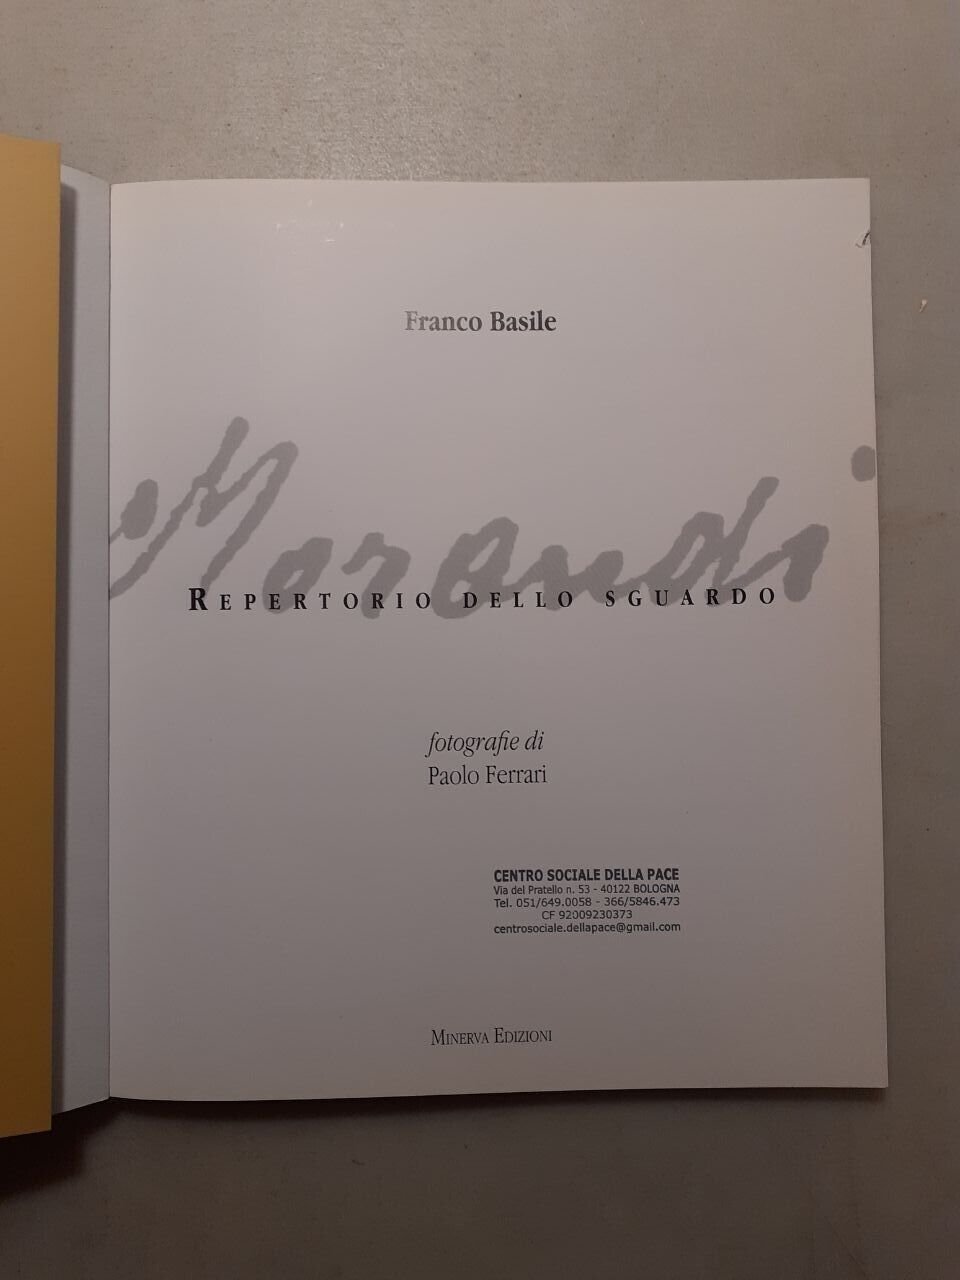 Franco Basile
Morandi
REPERTORIO DELLO SGUARDO
fotografie di
Paolo Ferrari
CENTRO SOCIALE DELLA PACE
Via del Pratello n. 53 - 40122 BOLOGNA
Tel. 051/649.0058 - 366/5846.473
CF 92009230373
centrosociale.dellapace@gmail.com
MINERVA EDIZIONI